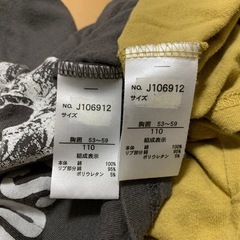 NO. J106912
サイズ
胸囲 53～59
110
組成表示
本体 綿 100%
リブ部分 綿 95%
ポリウレタン 5%
NO. J106912
サイズ
胸囲 53～59
110
組成表示
本体 綿 100%
リブ部分 綿 95%
ポリウレタン 5%